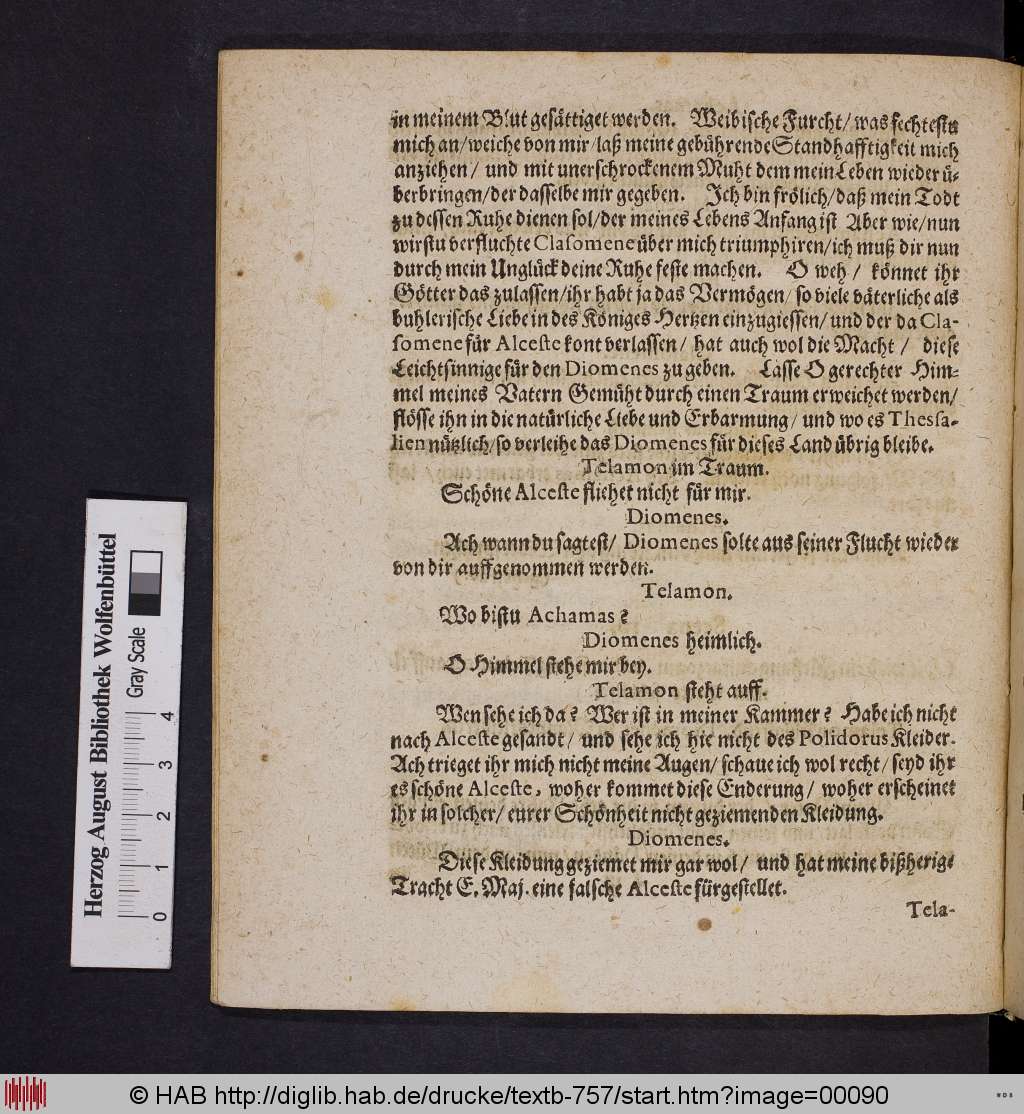 in meinem Blut gesättiget werden. Weibische Furcht/ was fechtestu
mich an/ weiche von mir/ laß meine gebührende Standhafftigkeit mich
anziehen/ und mit unerschrockenem Muht dem mein Leben wieder ü-
berbringen/ der dasselbe mir gegeben. Ich bin frölich/ daß mein Todt
zu dessen Ruhe dienen sol/ der meines Lebens Anfang ist Aber wie/ nun
wirstu verfluchte Clasomene über mich triumphiren/ ich muß dir nun
durch mein Unglück deine Ruhe feste machen. O weh/ könnet ihr
Götter das zulassen/ ihr habt ja das Vermögen/ so viele väterliche als
buhlerische Liebe in des Königes Hertzen einzugiessen/ und der da Cla-
somene für Alceste kont verlassen/ hat auch wol die Macht/ diese
Leichtsinnige für den Diomenes zu geben. Lasse O gerechter Him-
mel meines Vatern Gemüht durch einen Traum erweichet werden/
flösse ihn in die natürliche Liebe und Erbarmung/ und wo es Thessa-
lien nützlich/ so verleihe das Diomenes für dieses Land übrig bleibe.
Telamon im Traum.
Schöne Alceste fliehet nicht für mir.
Diomenes.
Ach wann du sagtest/ Diomenes solte aus seiner Flucht wieder
von dir auffgenommen werden.
Telamon.
Wo bistu Achamas?
Diomenes heimlich.
O Himmel stehe mir bey.
Telamon steht auff.
Wen sehe ich da? Wer ist in meiner Kammer? Habe ich nicht
nach Alceste gesandt/ und sehe ich hie nicht des Polidorus Kleider.
Ach trieget ihr mich nicht meine Augen/ schaue ich wol recht/ seyd ihr
es schöne Alceste, woher kommet diese Enderung/ woher erscheinet
ihr in solcher/ eurer Schönheit nicht geziemenden Kleidung.
Diomenes.
Diese Kleidung geziemet mir gar wol/ und hat meine bißherige
Tracht E. Maj. eine falsche Alceste fürgestellet.
Tela-
Herzog August Bibliothek Wolfenbüttel
Gray Scale
0 1 2 3 4
© HAB http://diglib.hab.de/drucke/textb-757/start.htm?image=00090